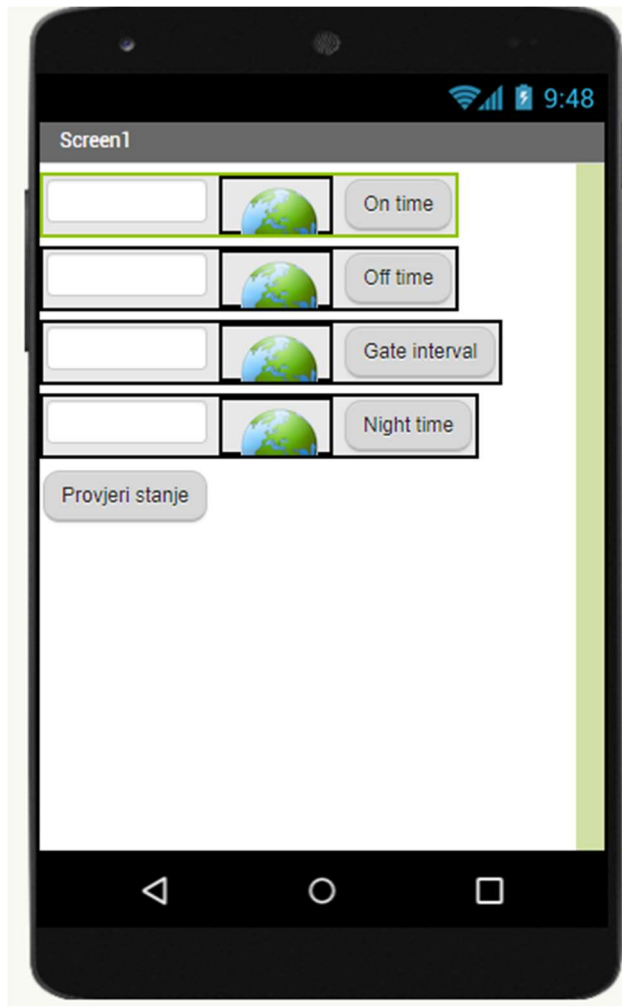 9:48
Screen1
On time
Off time
Gate interval
Night time
Provjeri stanje